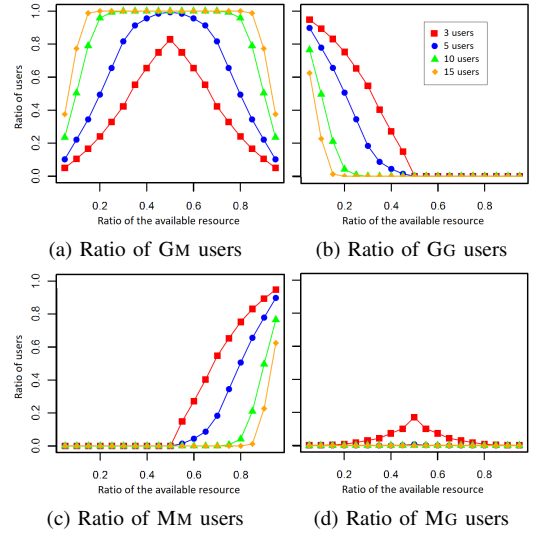 1.0
0.8
0.6
0.4
0.2
0.0
Ratio of users
0.2 0.4 0.6 0.8
Ratio of the available resource
(a) Ratio of GM users
3 users
5 users
10 users
15 users
0.2 0.4 0.6 0.8
Ratio of the available resource
(b) Ratio of GG users
1.0
0.8
0.6
0.4
0.2
0.0
Ratio of users
0.2 0.4 0.6 0.8
Ratio of the available resource
(c) Ratio of MM users
0.2 0.4 0.6 0.8
Ratio of the available resource
(d) Ratio of MG users